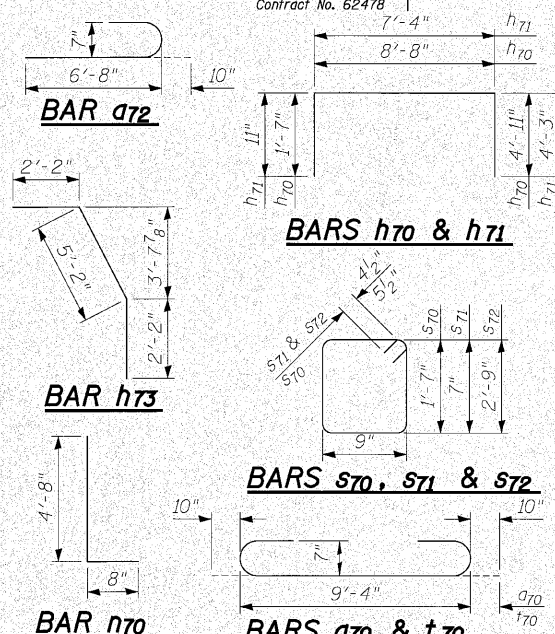 Contract No. 62478
7"
6'-8"
10"
BAR a72
7'-4" h71
8'-8" h70
11"
1'-7"
4'-11"
4'-3"
h71
h70
h70
h71
BARS h70 & h71
2'-2"
5'-2"
3'-7 7/8"
2'-2"
BAR h73
4 1/2"
5 1/2"
s71 & s72
s70
s70
s71
s72
1'-7"
7"
2'-9"
9"
BARS s70, s71 & s72
4'-8"
8"
BAR n70
10"
10"
7"
9'-4"
a70
t70
BARS a70 & t70